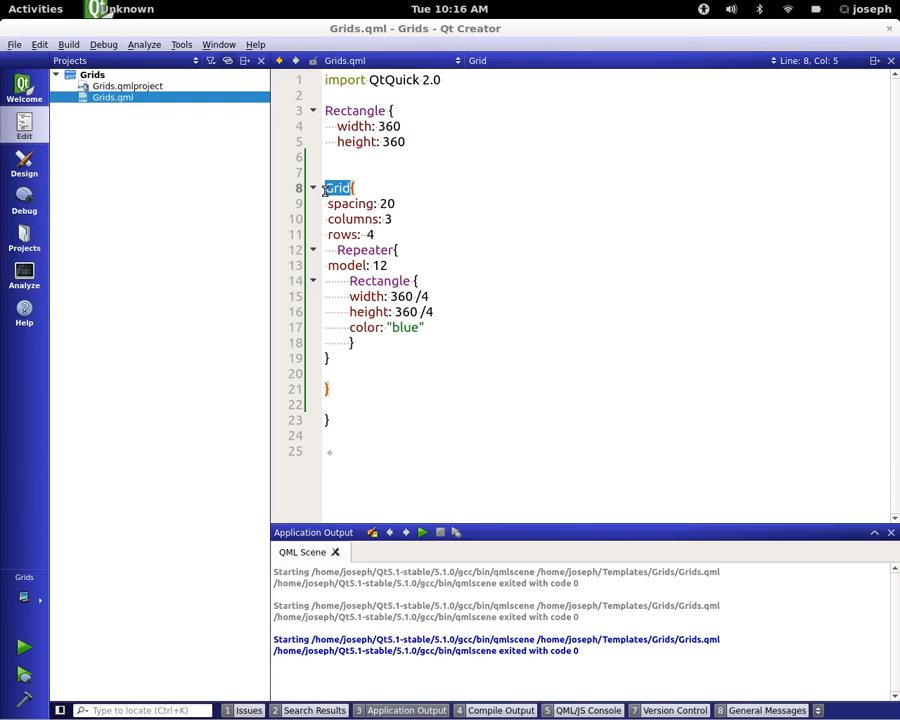 Activities Unknown Tue 10:16 AM joseph
Grids.qml - Grids - Qt Creator
File Edit Build Debug Analyze Tools Window Help
Projects Grids.qml Grid Line: 8, Col: 5
Welcome
Edit
Design
Debug
Projects
Analyze
Help
Grids
Grids
Grids.qmlproject
Grids.qml
1 import QtQuick 2.0
2
3 Rectangle {
4 width: 360
5 height: 360
6
7
8 Grid{
9 spacing: 20
10 columns: 3
11 rows: 4
12 Repeater{
13 model: 12
14 Rectangle {
15 width: 360 /4
16 height: 360 /4
17 color: "blue"
18 }
19 }
20
21 }
22
23 }
24
25
Application Output
QML Scene
Starting /home/joseph/Qt5.1-stable/5.1.0/gcc/bin/qmlscene /home/joseph/Templates/Grids/Grids.qml
/home/joseph/Qt5.1-stable/5.1.0/gcc/bin/qmlscene exited with code 0
Starting /home/joseph/Qt5.1-stable/5.1.0/gcc/bin/qmlscene /home/joseph/Templates/Grids/Grids.qml
/home/joseph/Qt5.1-stable/5.1.0/gcc/bin/qmlscene exited with code 0
Starting /home/joseph/Qt5.1-stable/5.1.0/gcc/bin/qmlscene /home/joseph/Templates/Grids/Grids.qml
/home/joseph/Qt5.1-stable/5.1.0/gcc/bin/qmlscene exited with code 0
Type to locate (Ctrl+K) 1 Issues 2 Search Results 3 Application Output 4 Compile Output 5 QML/JS Console 7 Version Control 8 General Messages